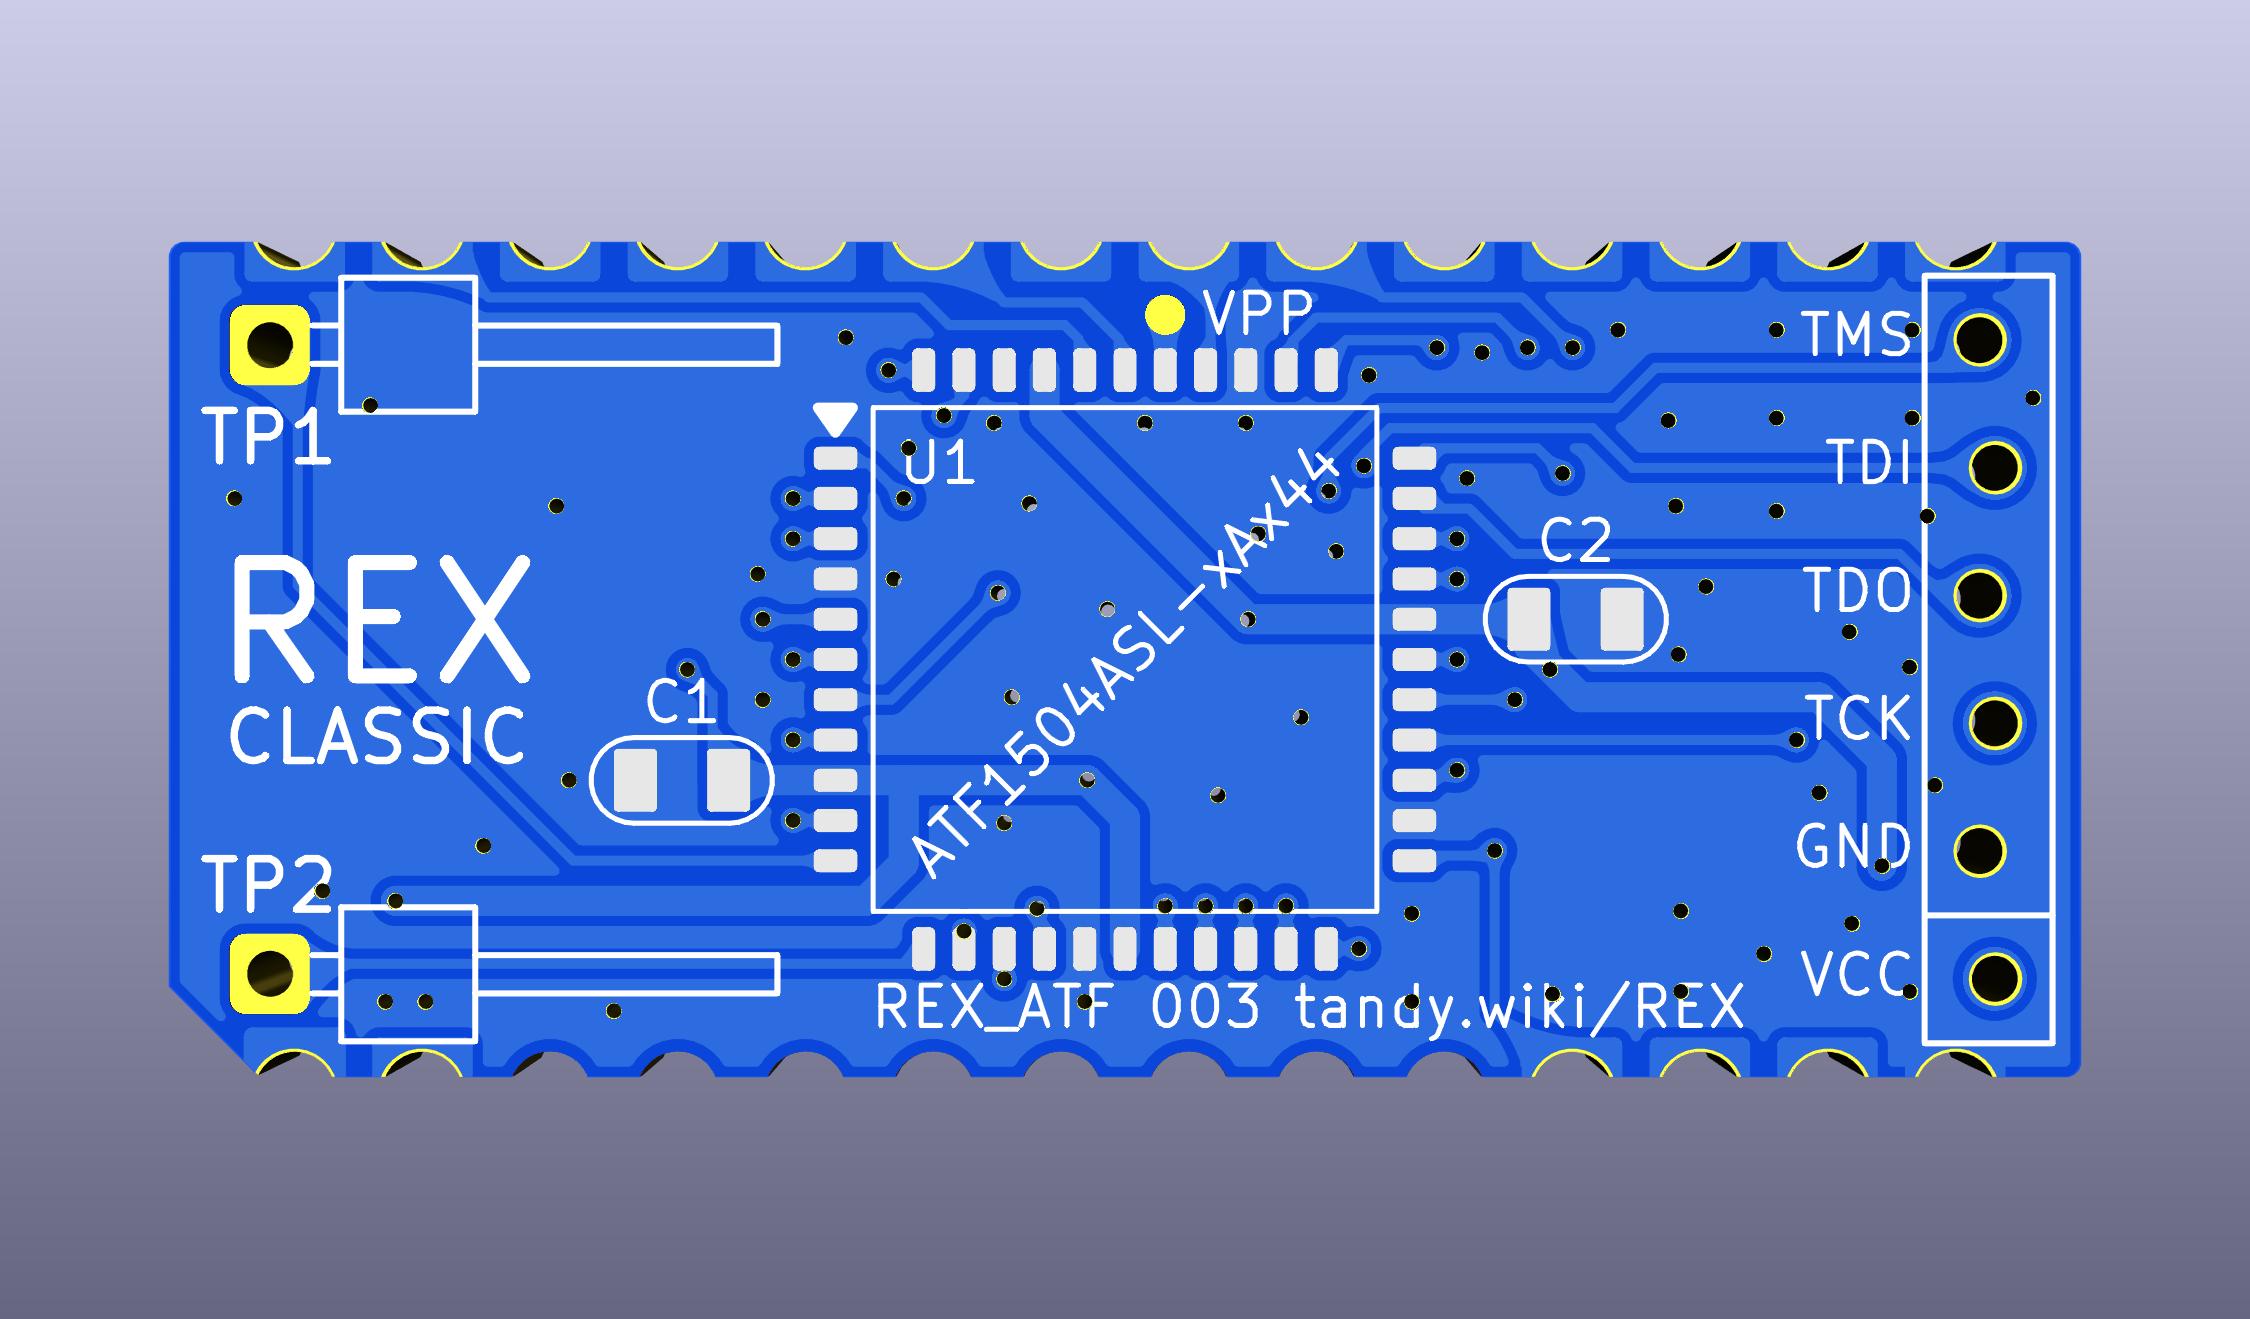 VPP
TMS
TP1
U1
TDI
ATF1504ASL-xAx44
C2
REX
TDO
CLASSIC
C1
TCK
GND
TP2
VCC
REX_ATF 003 tandy.wiki/REX